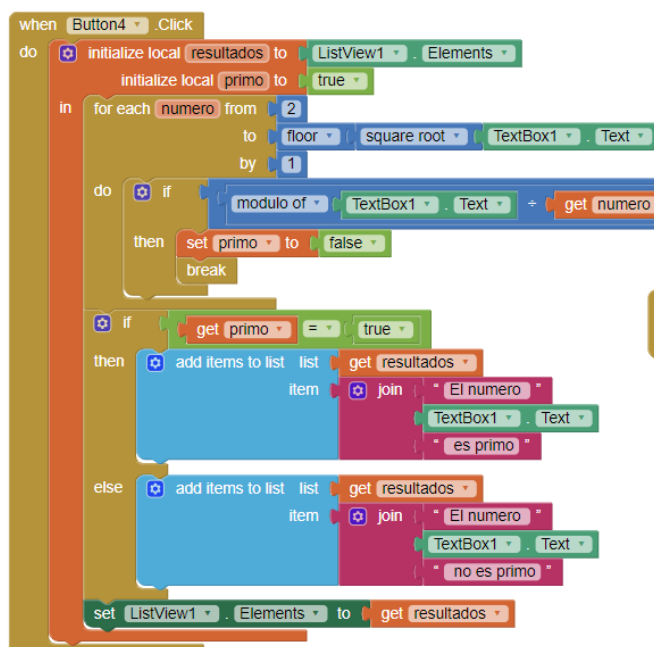 when Button4 .Click
do initialize local resultados to ListView1 . Elements
initialize local primo to true
in for each numero from 2
to floor square root TextBox1 . Text
by 1
do if modulo of TextBox1 . Text ÷ get numero
then set primo to false
break
if get primo = true
then add items to list list get resultados
item join " El numero "
TextBox1 . Text
" es primo "
else add items to list list get resultados
item join " El numero "
TextBox1 . Text
" no es primo "
set ListView1 . Elements to get resultados